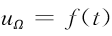 u_Ω = f(t)